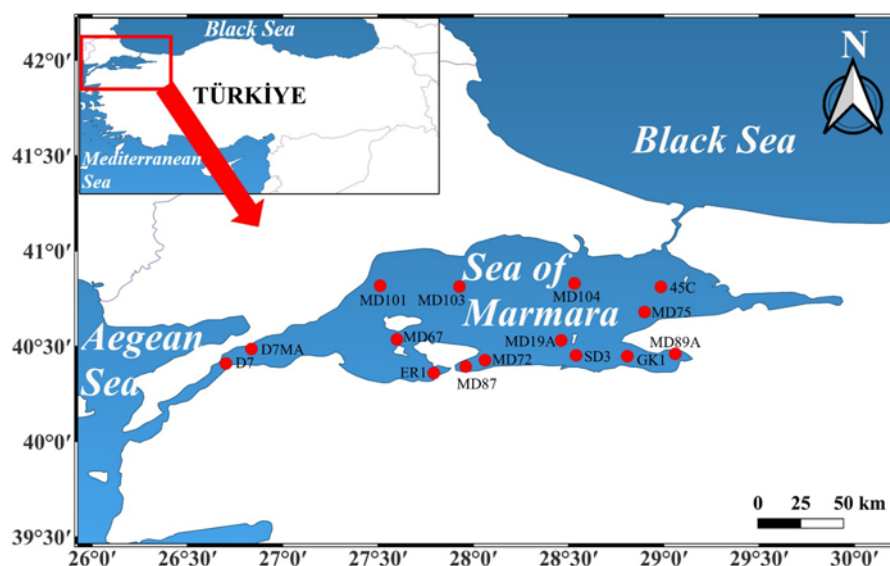 Black Sea
TÜRKİYE
Mediterranean
Sea
N
Black Sea
Sea of
Marmara
Aegean
Sea
MD101
MD103
MD104
45C
MD75
MD67
MD19A
MD89A
D7MA
D7
ER1
MD87
MD72
SD3
GK1
0 25 50 km
42°0′
41°30′
41°0′
40°30′
40°0′
39°30′
26°0′ 26°30′ 27°0′ 27°30′ 28°0′ 28°30′ 29°0′ 29°30′ 30°0′